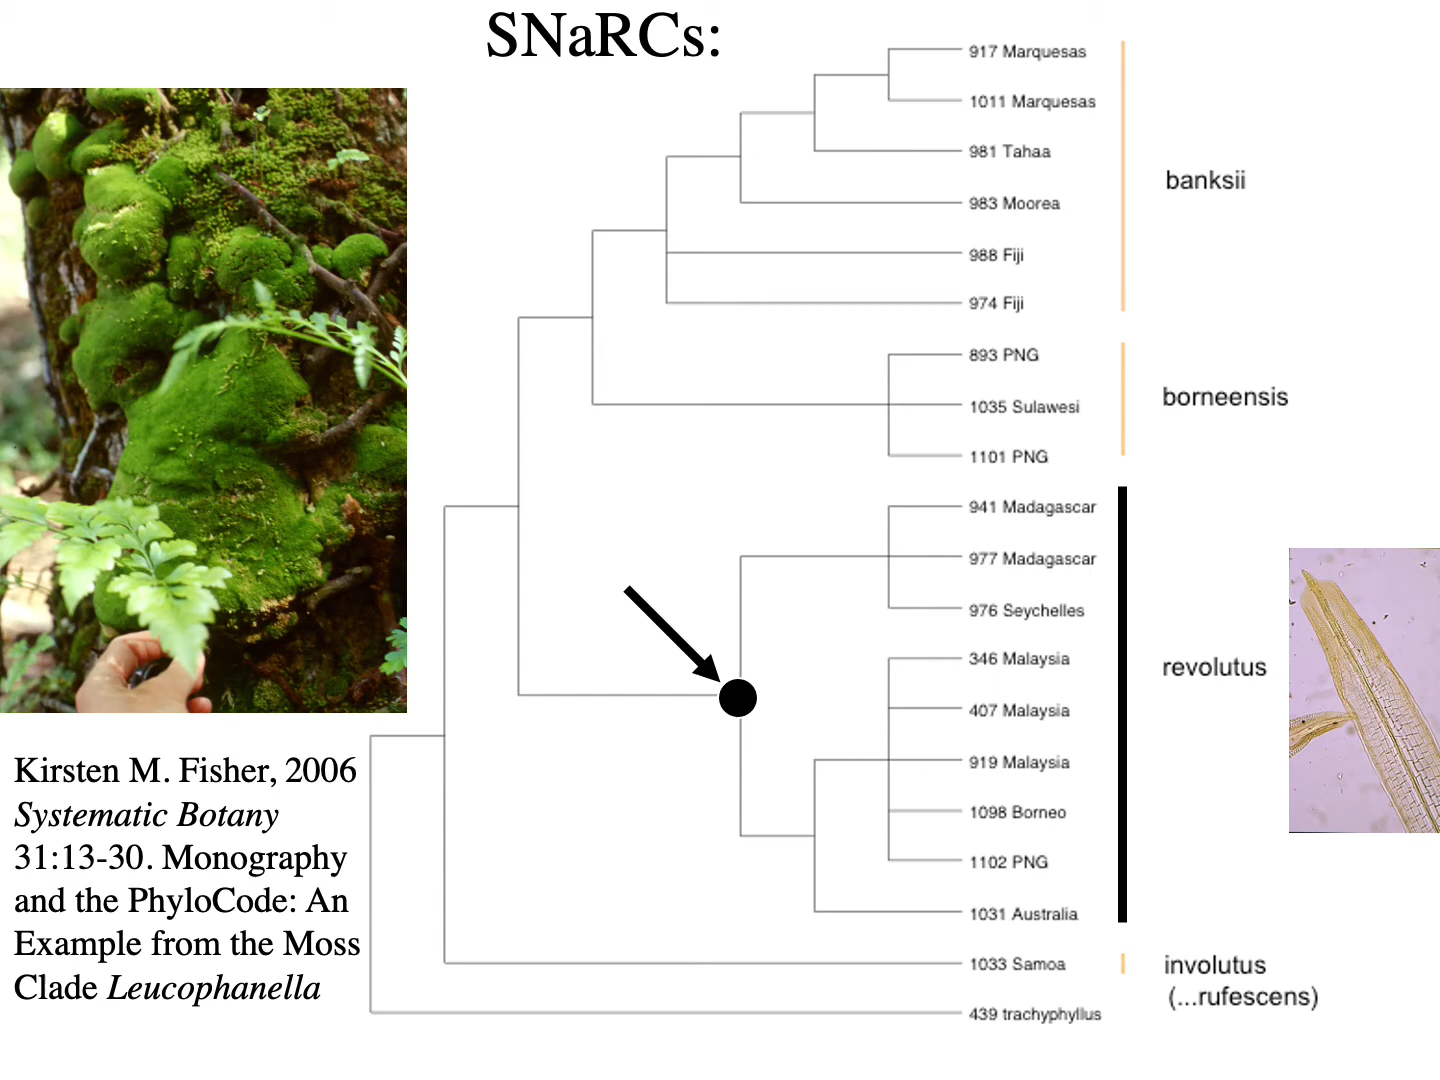 SNaRCs:
917 Marquesas
1011 Marquesas
981 Tahaa
983 Moorea
988 Fiji
974 Fiji
banksii
893 PNG
1035 Sulawesi
1101 PNG
borneensis
941 Madagascar
977 Madagascar
976 Seychelles
346 Malaysia
407 Malaysia
919 Malaysia
1098 Borneo
1102 PNG
1031 Australia
revolutus
1033 Samoa
involutus
(...rufescens)
439 trachyphyllus
Kirsten M. Fisher, 2006
Systematic Botany
31:13-30. Monography
and the PhyloCode: An
Example from the Moss
Clade Leucophanella